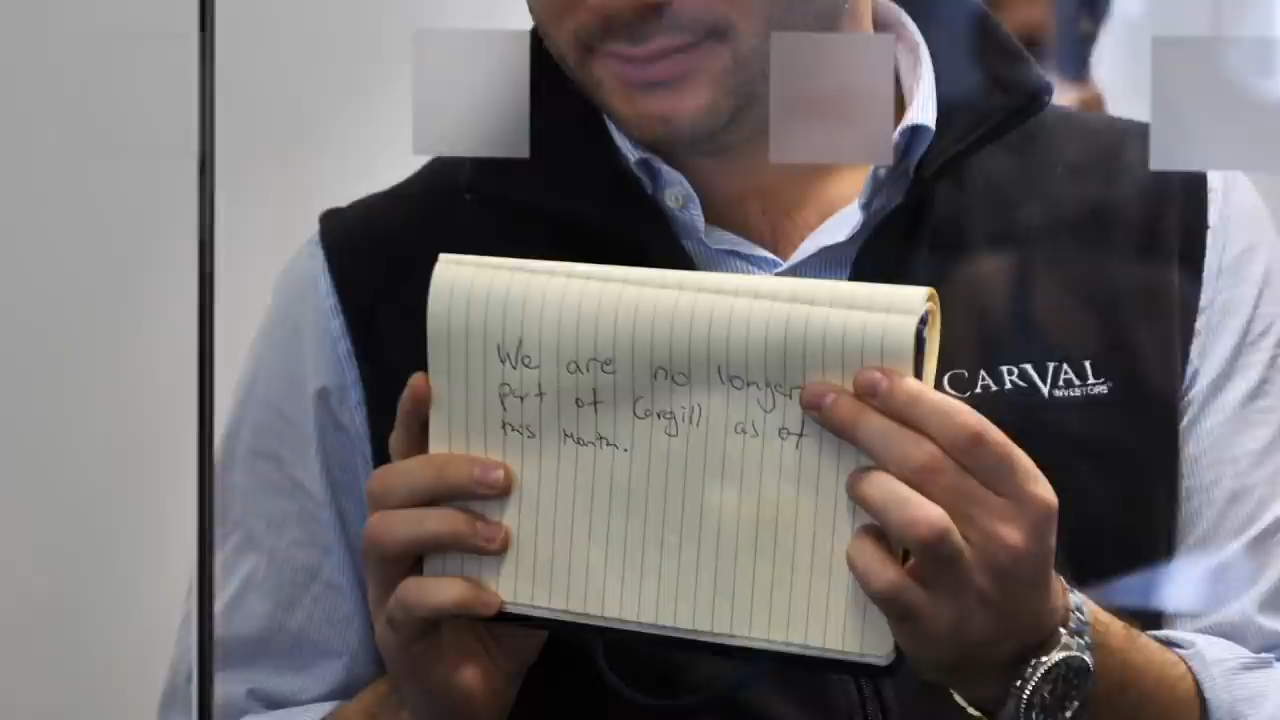 We are no longer
part of Cargill as of
this Month.
CARVAL
INVESTORS